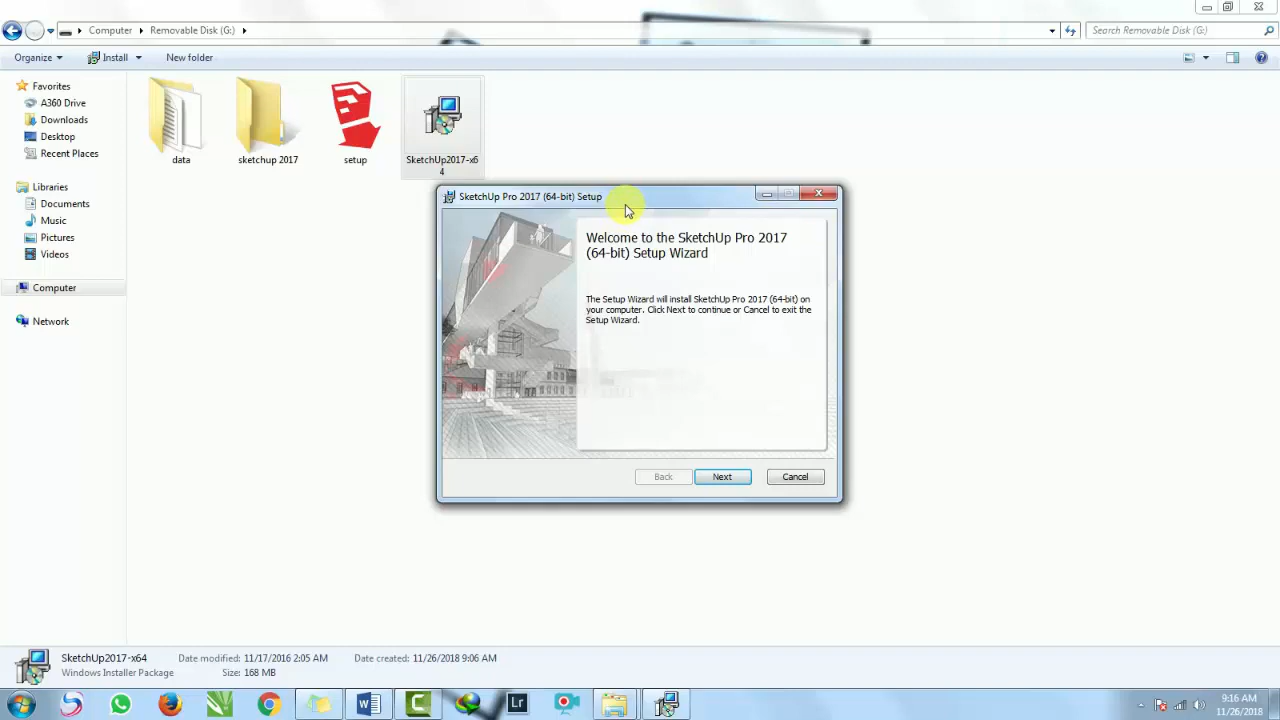 Computer
Removable Disk (G:)
Search Removable Disk (G:)
Organize
Install
New folder
Favorites
A360 Drive
Downloads
Desktop
Recent Places
Libraries
Documents
Music
Pictures
Videos
Computer
Network
data
sketchup 2017
setup
SketchUp2017-x6
4
SketchUp Pro 2017 (64-bit) Setup
Welcome to the SketchUp Pro 2017
(64-bit) Setup Wizard
The Setup Wizard will install SketchUp Pro 2017 (64-bit) on
your computer. Click Next to continue or Cancel to exit the
Setup Wizard.
Back
Next
Cancel
SketchUp2017-x64
Date modified: 11/17/2016 2:05 AM
Date created: 11/26/2018 9:06 AM
Windows Installer Package
Size: 168 MB
Lr
9:16 AM
11/26/2018